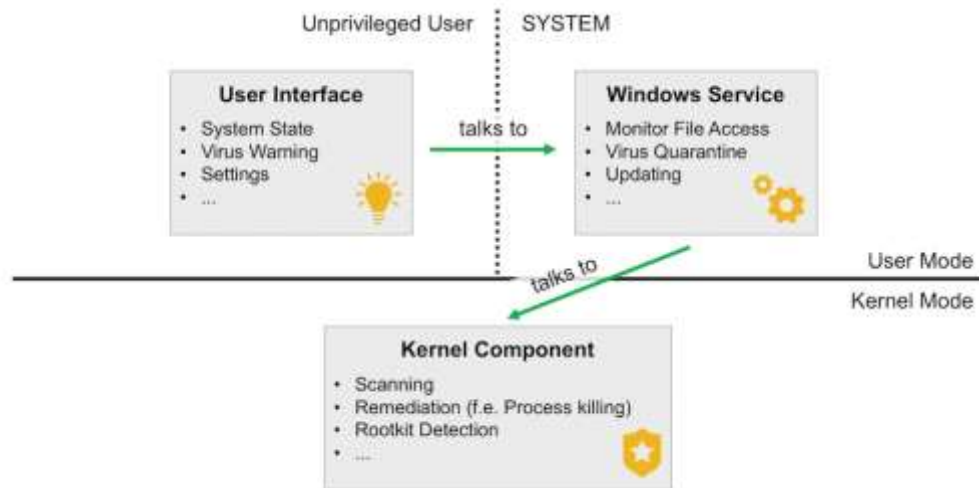 Unprivileged User
SYSTEM
User Interface
• System State
• Virus Warning
• Settings
• ...
talks to
Windows Service
• Monitor File Access
• Virus Quarantine
• Updating
• ...
talks to
User Mode
Kernel Mode
Kernel Component
• Scanning
• Remediation (f.e. Process killing)
• Rootkit Detection
• ...